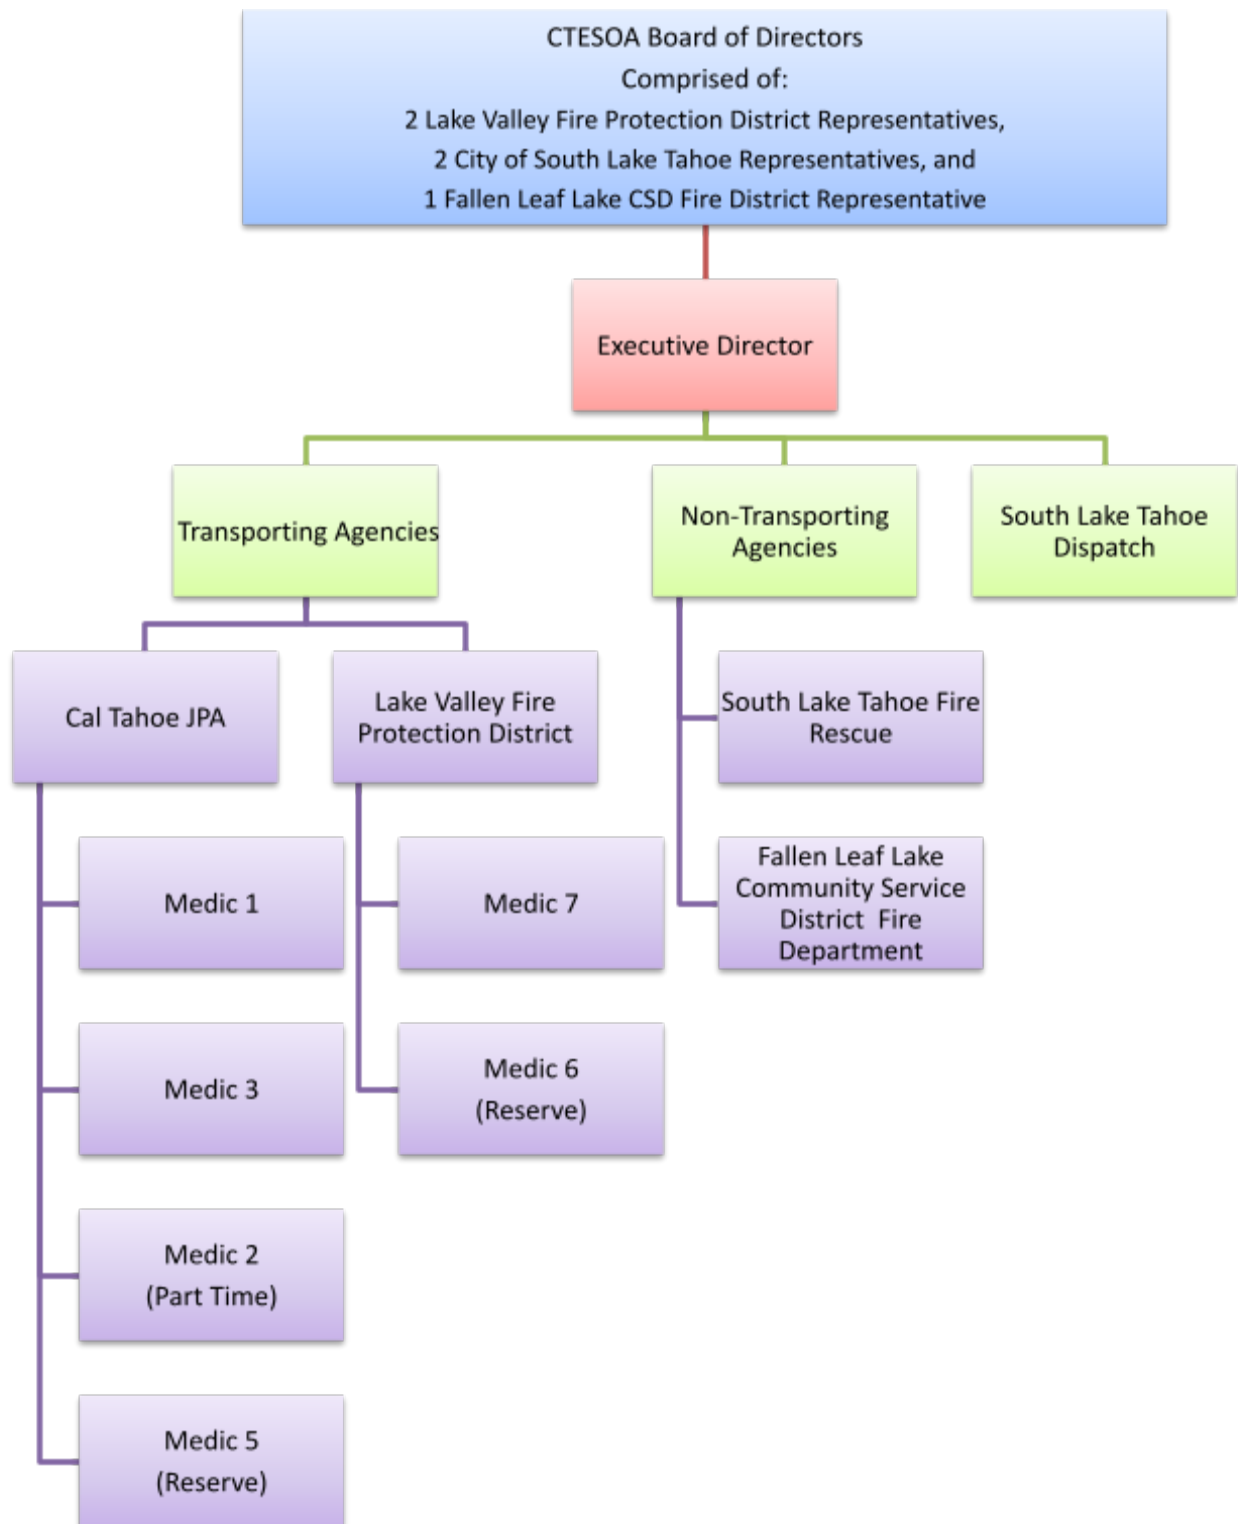 CTESOA Board of Directors
Comprised of:
2 Lake Valley Fire Protection District Representatives,
2 City of South Lake Tahoe Representatives, and
1 Fallen Leaf Lake CSD Fire District Representative
Executive Director
Transporting Agencies
Non-Transporting
Agencies
South Lake Tahoe
Dispatch
Cal Tahoe JPA
Lake Valley Fire
Protection District
South Lake Tahoe Fire
Rescue
Medic 1
Medic 7
Fallen Leaf Lake
Community Service
District  Fire
Department
Medic 3
Medic 6
(Reserve)
Medic 2
(Part Time)
Medic 5
(Reserve)